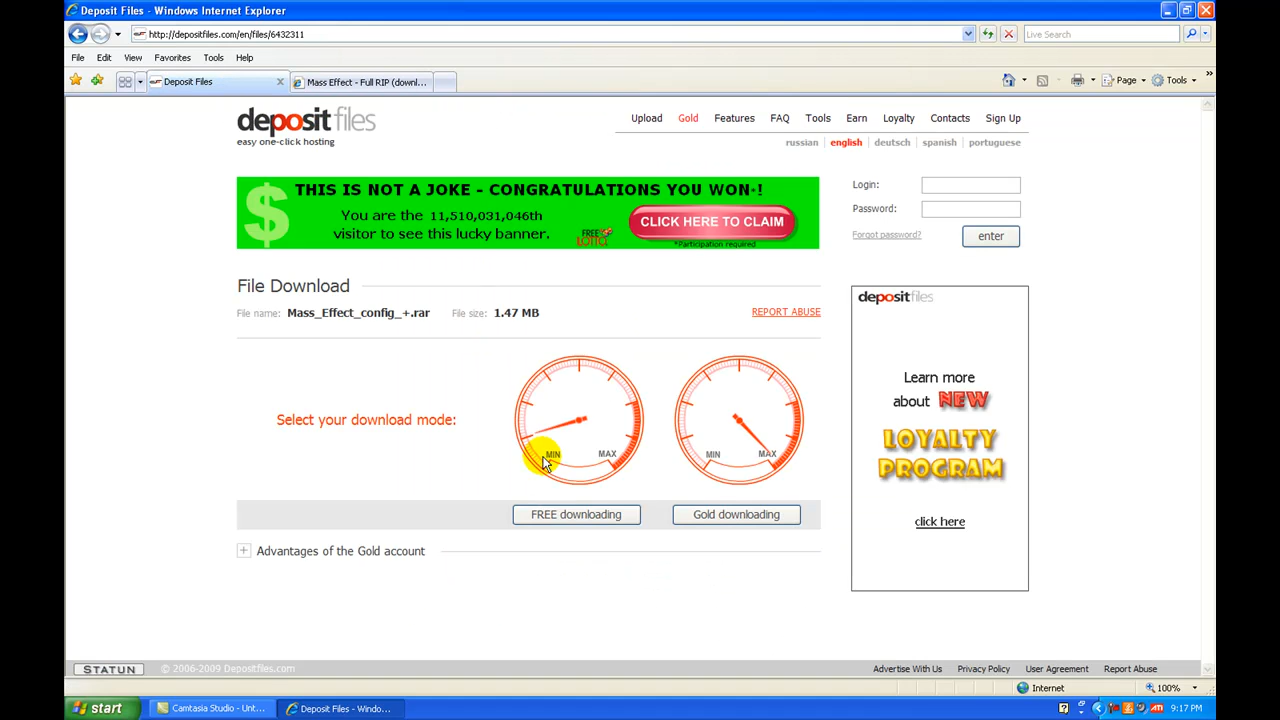 Deposit Files - Windows Internet Explorer
http://depositfiles.com/en/files/6432311
Live Search
File Edit View Favorites Tools Help
Deposit Files
Mass Effect - Full RIP (downl...
Page Tools
depositfiles
easy one-click hosting
Upload Gold Features FAQ Tools Earn Loyalty Contacts Sign Up
russian english deutsch spanish portuguese
$
THIS IS NOT A JOKE - CONGRATULATIONS YOU WON-!
You are the 11,510,031,046th
visitor to see this lucky banner.
FREE LOTTO
CLICK HERE TO CLAIM
*Participation required
Login:
Password:
Forgot password?
enter
File Download
File name: Mass_Effect_config_+.rar File size: 1.47 MB
REPORT ABUSE
Select your download mode:
MIN MAX
MIN MAX
FREE downloading
Gold downloading
+ Advantages of the Gold account
depositfiles
Learn more
about NEW
LOYALTY
PROGRAM
click here
STATUN
© 2006-2009 Depositfiles.com
Advertise With Us Privacy Policy User Agreement Report Abuse
Internet
100%
start
Camtasia Studio - Unt...
Deposit Files - Windo...
ATI
9:17 PM